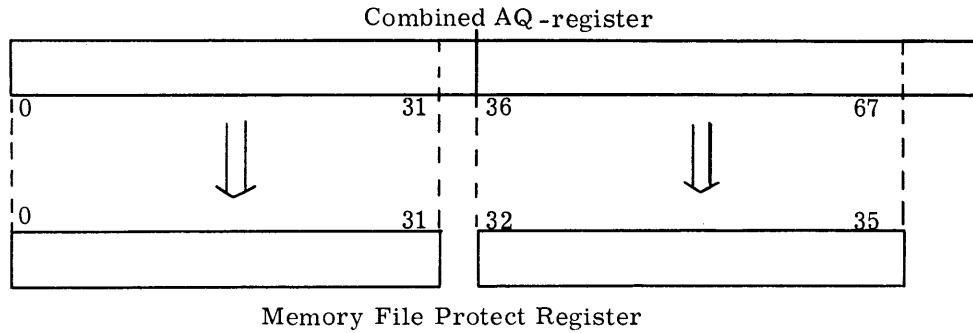 Combined AQ-register
0 31 36 67
0 31 32 35
Memory File Protect Register